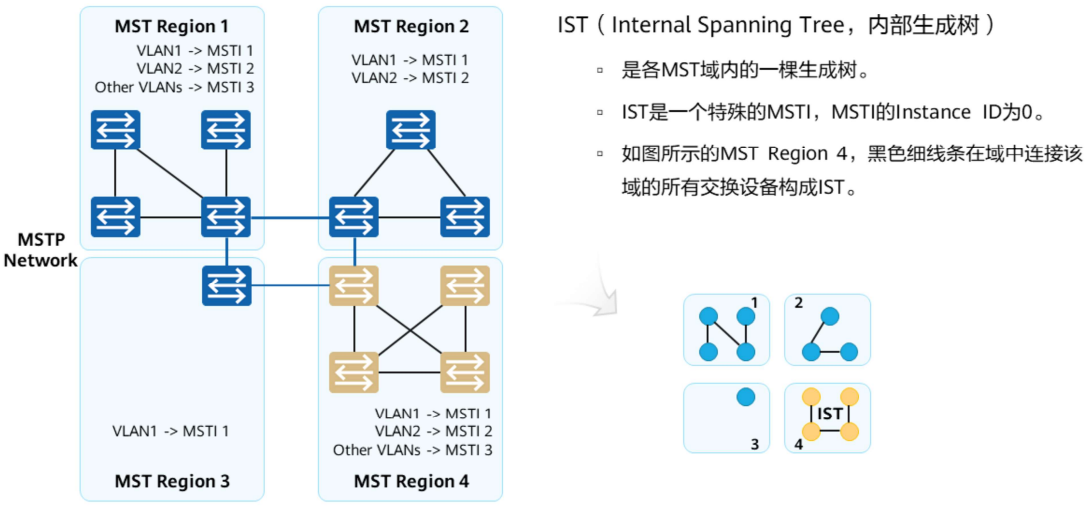 MST Region 1
VLAN1 -> MSTI 1
VLAN2 -> MSTI 2
Other VLANs -> MSTI 3
MST Region 2
VLAN1 -> MSTI 1
VLAN2 -> MSTI 2
MSTP
Network
VLAN1 -> MSTI 1
MST Region 3
VLAN1 -> MSTI 1
VLAN2 -> MSTI 2
Other VLANs -> MSTI 3
MST Region 4
IST（Internal Spanning Tree，内部生成树）
▫ 是各MST域内的一棵生成树。
▫ IST是一个特殊的MSTI，MSTI的Instance ID为0。
▫ 如图所示的MST Region 4，黑色细线条在域中连接该
域的所有交换设备构成IST。
1
2
3
IST
4